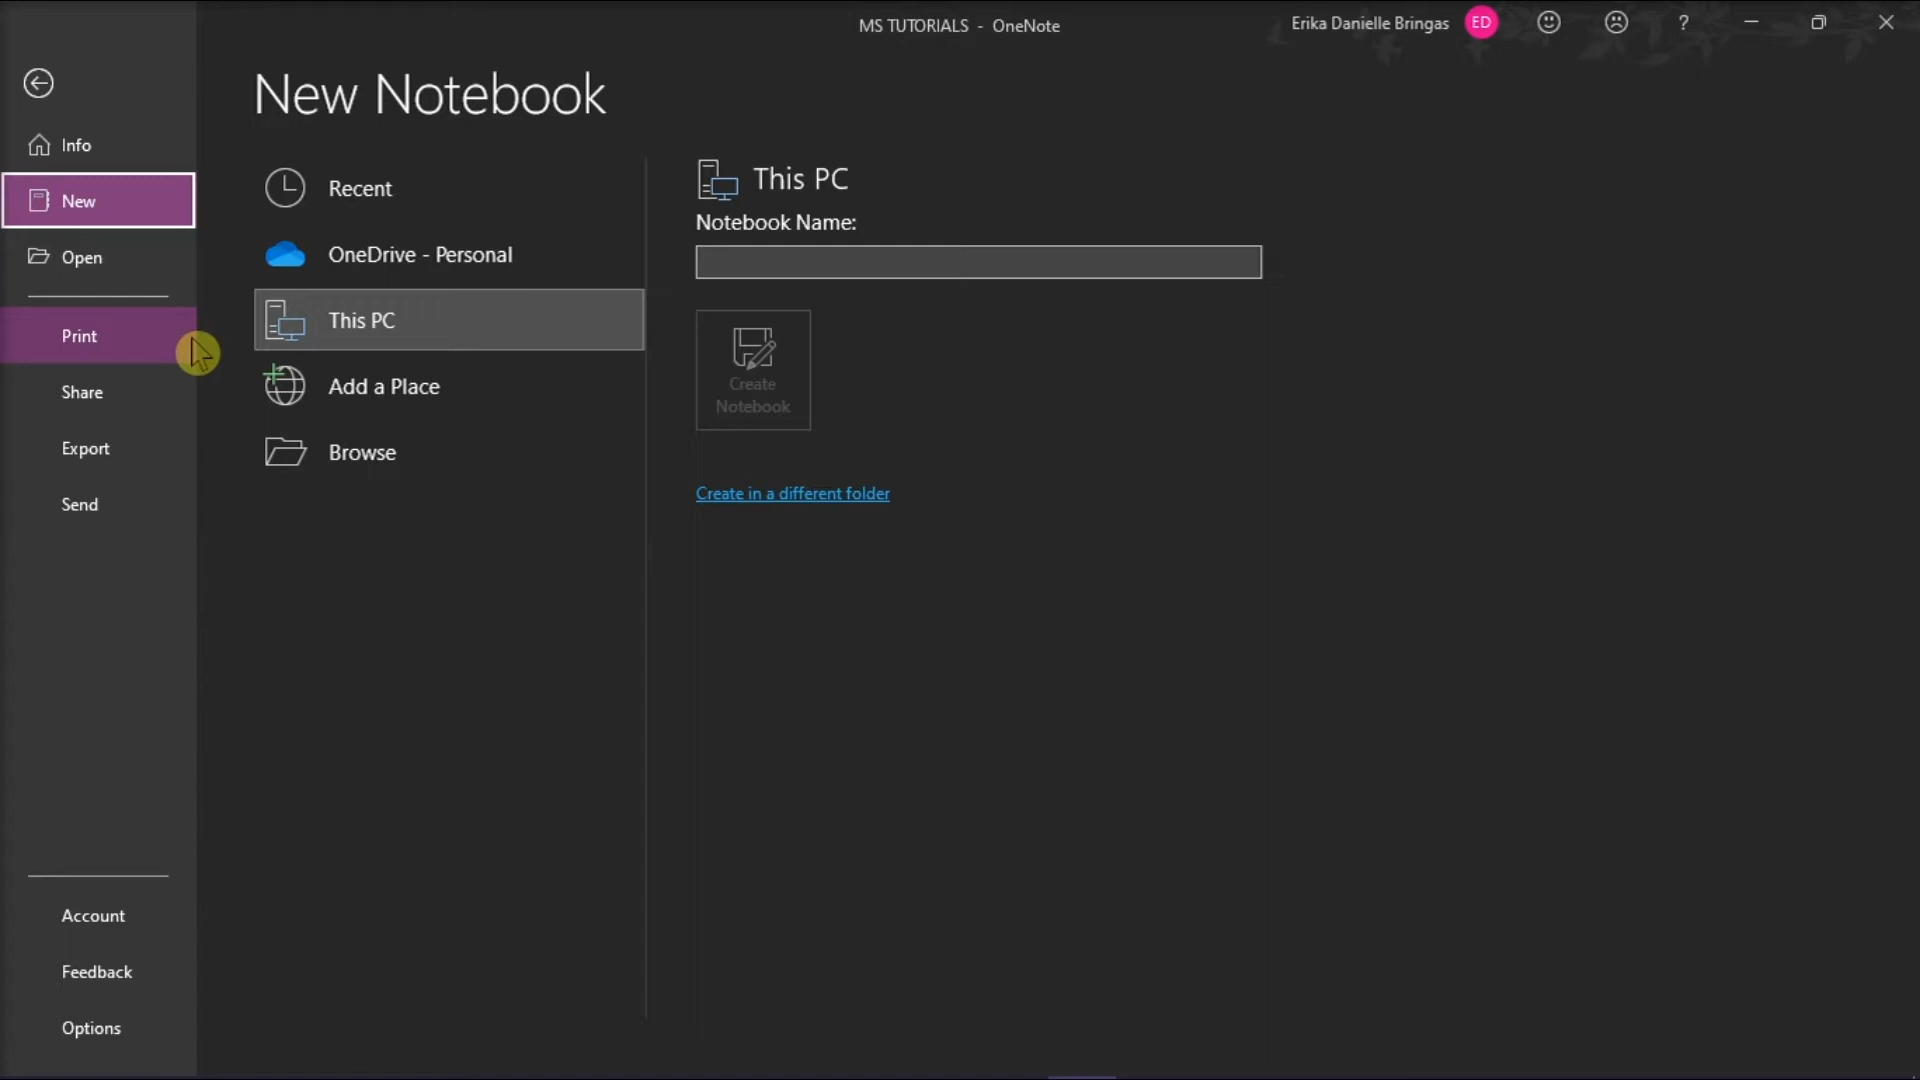 MS TUTORIALS - OneNote
Erika Danielle Bringas
ED
?
New Notebook
Info
New
Open
Print
Share
Export
Send
Account
Feedback
Options
Recent
OneDrive - Personal
This PC
Add a Place
Browse
This PC
Notebook Name:
Create
Notebook
Create in a different folder